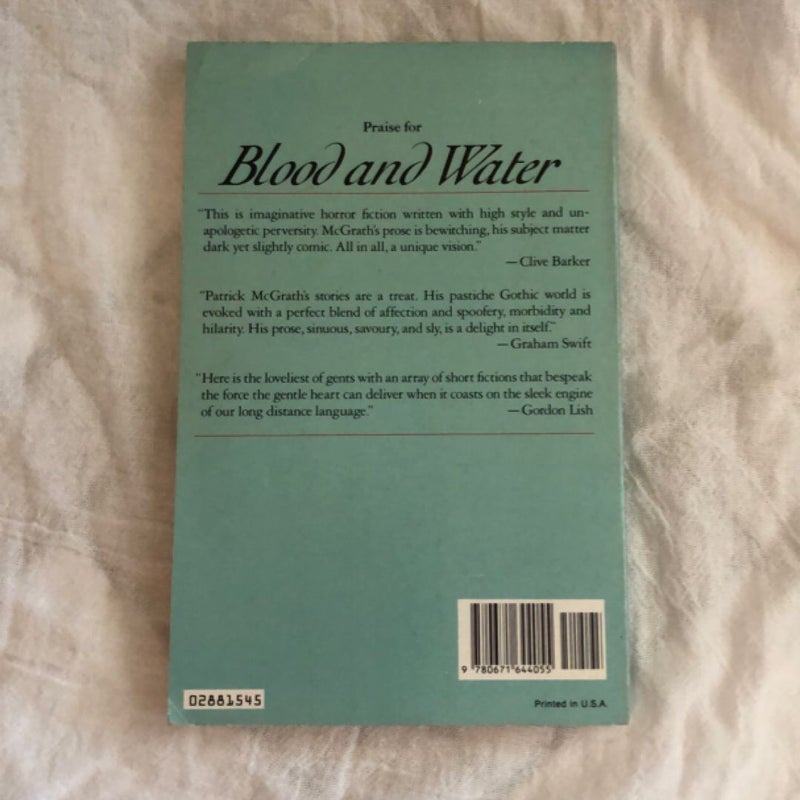 Praise for
Blood and Water
"This is imaginative horror fiction written with high style and un-
apologetic perversity. McGrath's prose is bewitching, his subject matter
dark yet slightly comic. All in all, a unique vision."
—Clive Barker
"Patrick McGrath's stories are a treat. His pastiche Gothic world is
evoked with a perfect blend of affection and spoofery, morbidity and
hilarity. His prose, sinuous, savoury, and sly, is a delight in itself."
—Graham Swift
"Here is the loveliest of gents with an array of short fictions that bespeak
the force the gentle heart can deliver when it coasts on the sleek engine
of our long distance language." —Gordon Lish
9 780671 644055
02881545
Printed in U.S.A.